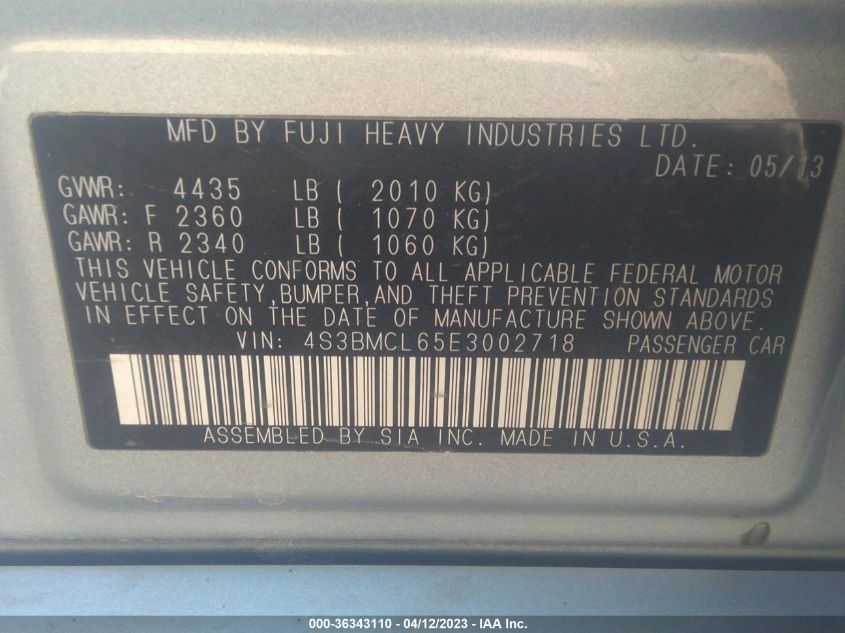 MFD BY FUJI HEAVY INDUSTRIES LTD.
DATE: 05/13
GVWR: 4435 LB ( 2010 KG)
GAWR: F 2360 LB ( 1070 KG)
GAWR: R 2340 LB ( 1060 KG)
THIS VEHICLE CONFORMS TO ALL APPLICABLE FEDERAL MOTOR
VEHICLE SAFETY,BUMPER,AND THEFT PREVENTION STANDARDS
IN EFFECT ON THE DATE OF MANUFACTURE SHOWN ABOVE.
VIN: 4S3BMCL65E3002718 PASSENGER CAR
ASSEMBLED BY SIA INC. MADE IN U.S.A.
000-36343110 - 04/12/2023 - IAA Inc.